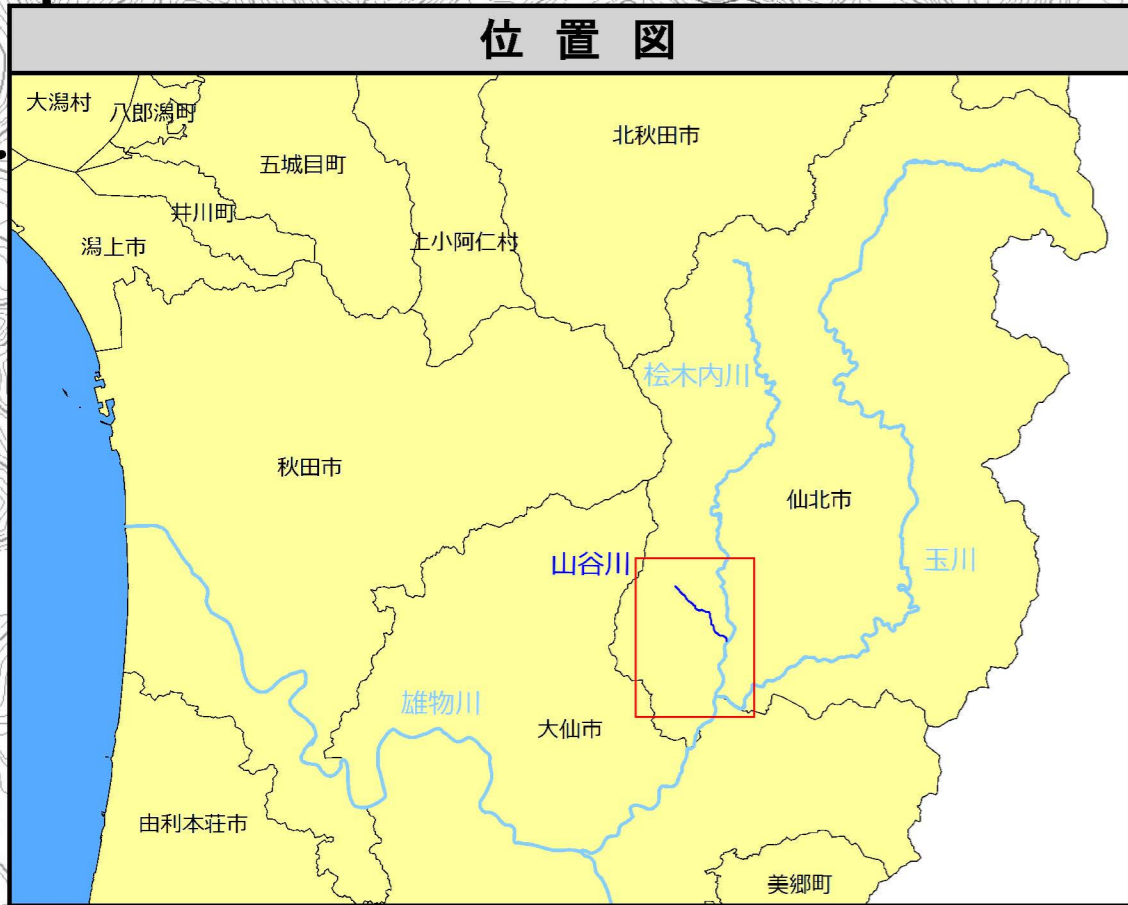 位置図
大潟村
八郎潟町
北秋田市
五城目町
井川町
上小阿仁村
潟上市
桧木内川
秋田市
仙北市
山谷川
玉川
雄物川
大仙市
由利本荘市
美郷町